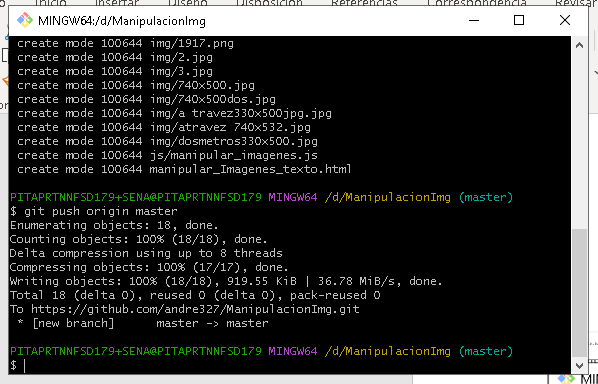 Insertar Diseño Disposición Referencias Correspondencia Revisar
MINGW64:/d/ManipulacionImg
create mode 100644 img/1917.png
create mode 100644 img/2.jpg
create mode 100644 img/3.jpg
create mode 100644 img/740x500.jpg
create mode 100644 img/740x500dos.jpg
create mode 100644 img/a travez330x500jpg.jpg
create mode 100644 img/atravez 740x532.jpg
create mode 100644 img/dosmetros330x500.jpg
create mode 100644 js/manipular_imagenes.js
create mode 100644 manipular_Imagenes_texto.html
PITAPRTNNFSD179+SENA@PITAPRTNNFSD179 MINGW64 /d/ManipulacionImg (master)
$ git push origin master
Enumerating objects: 18, done.
Counting objects: 100% (18/18), done.
Delta compression using up to 8 threads
Compressing objects: 100% (17/17), done.
Writing objects: 100% (18/18), 919.55 KiB | 36.78 MiB/s, done.
Total 18 (delta 0), reused 0 (delta 0), pack-reused 0
To https://github.com/andre327/ManipulacionImg.git
* [new branch] master -> master
PITAPRTNNFSD179+SENA@PITAPRTNNFSD179 MINGW64 /d/ManipulacionImg (master)
$